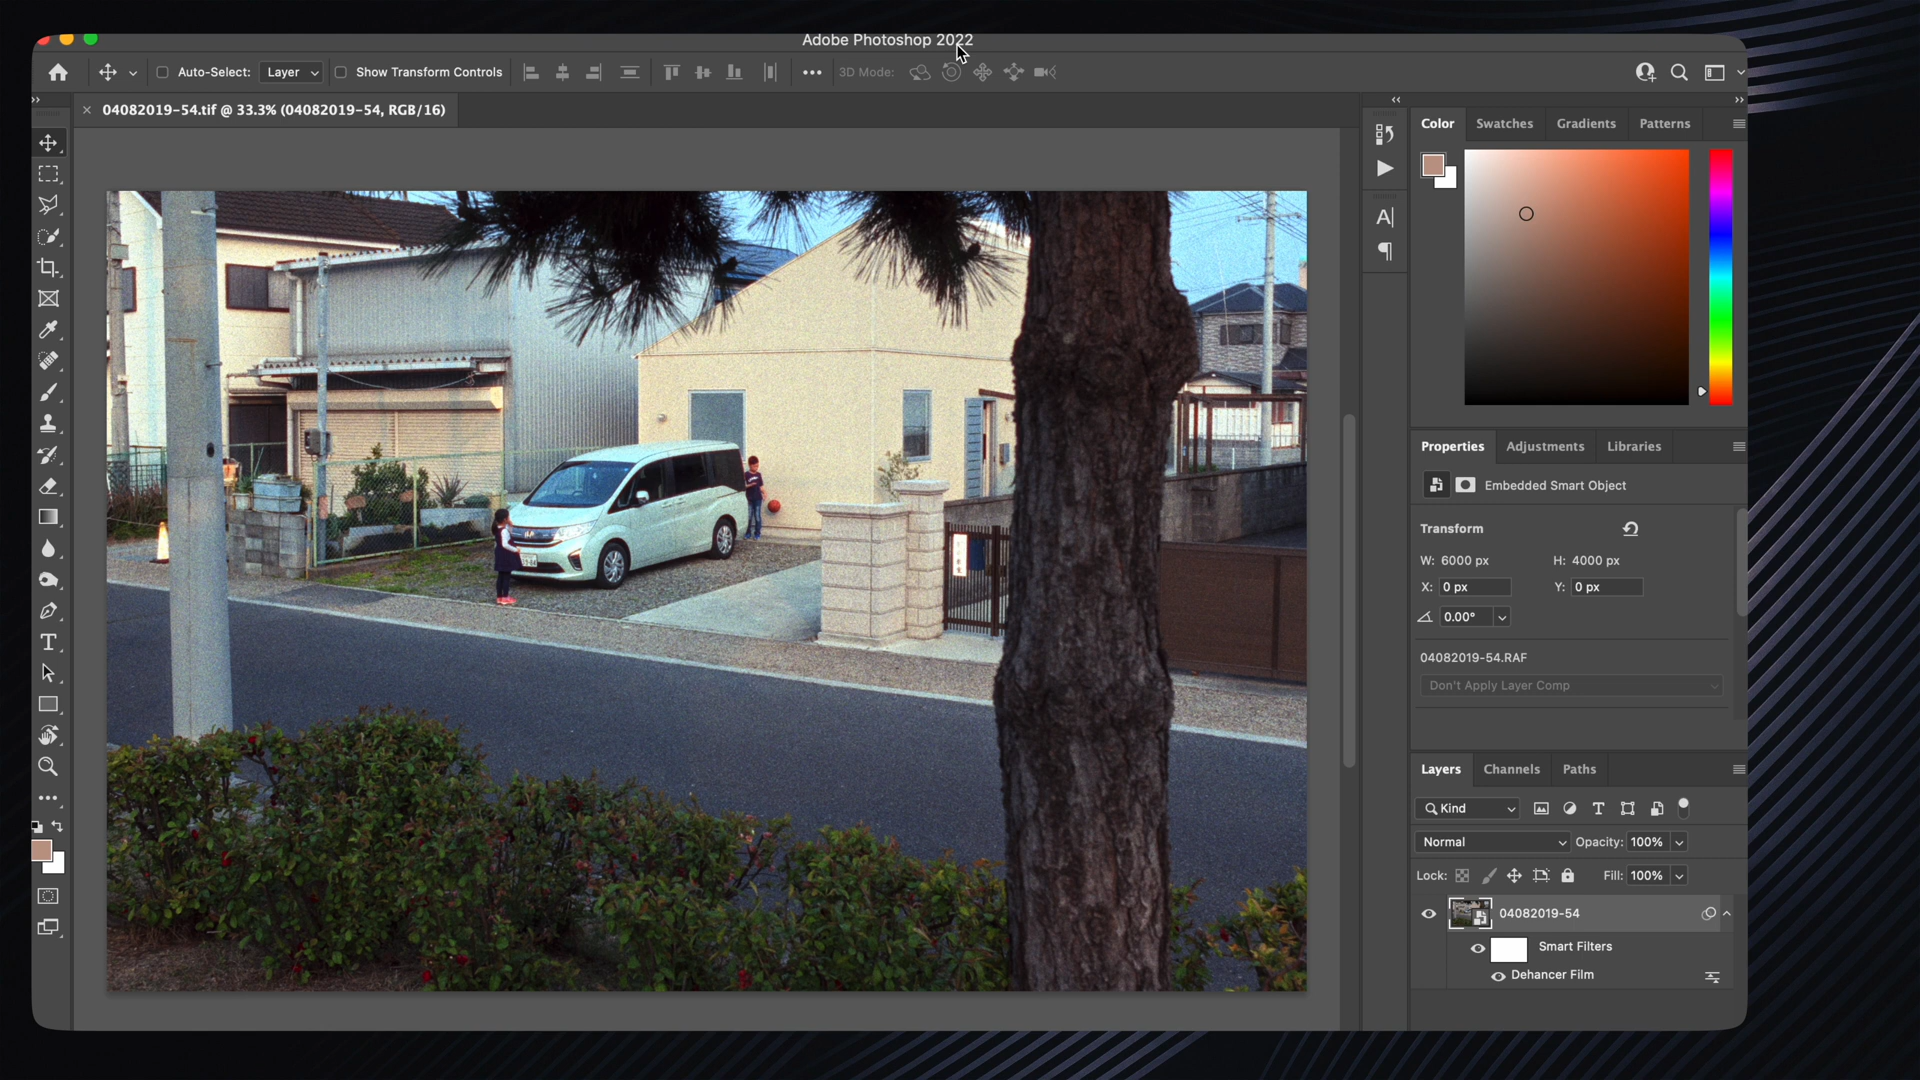 Adobe Photoshop 2022
Auto-Select:
Layer
Show Transform Controls
3D Mode:
04082019-54.tif @ 33.3% (04082019-54, RGB/16)
Color
Swatches
Gradients
Patterns
Properties
Adjustments
Libraries
Embedded Smart Object
Transform
W: 6000 px
H: 4000 px
X: 0 px
Y: 0 px
0.00°
04082019-54.RAF
Don't Apply Layer Comp
Layers
Channels
Paths
Kind
Normal
Opacity: 100%
Lock:
Fill: 100%
04082019-54
Smart Filters
Dehancer Film